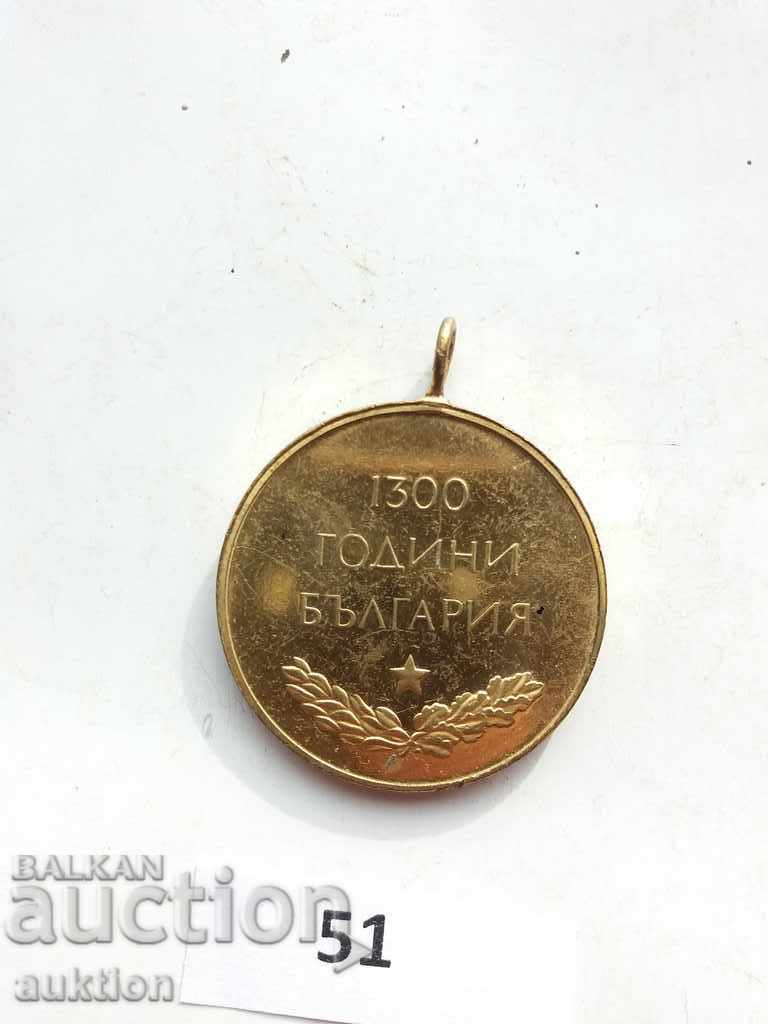 1300
ГОДИНИ
БЪЛГАРИЯ
BALKAN
auction
51
auktion